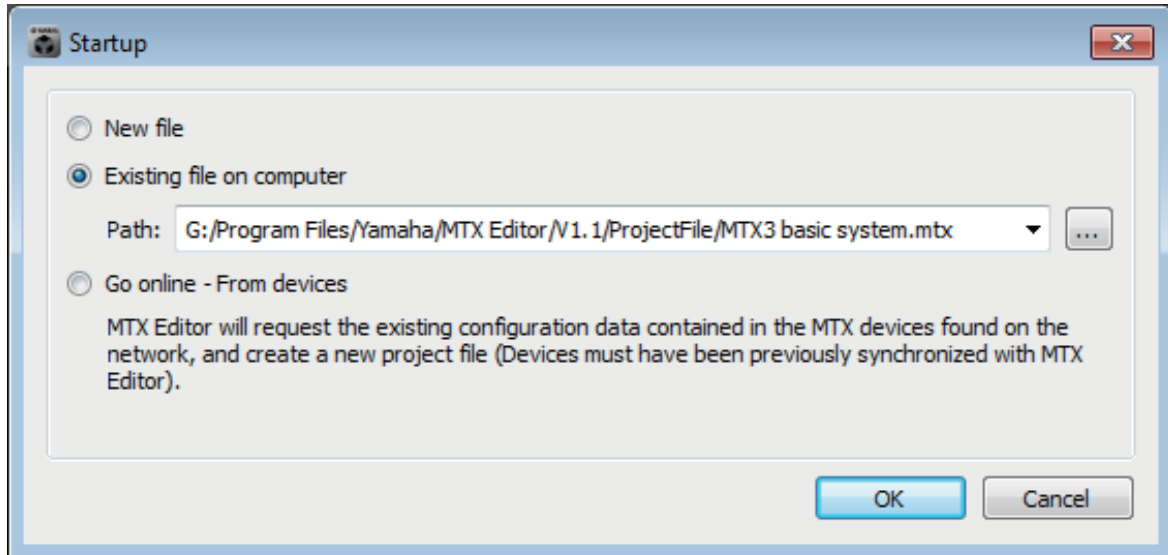 Startup
New file
Existing file on computer
Path: G:/Program Files/Yamaha/MTX Editor/V1.1/ProjectFile/MTX3 basic system.mtx ...
Go online - From devices
MTX Editor will request the existing configuration data contained in the MTX devices found on the
network, and create a new project file (Devices must have been previously synchronized with MTX
Editor).
OK Cancel